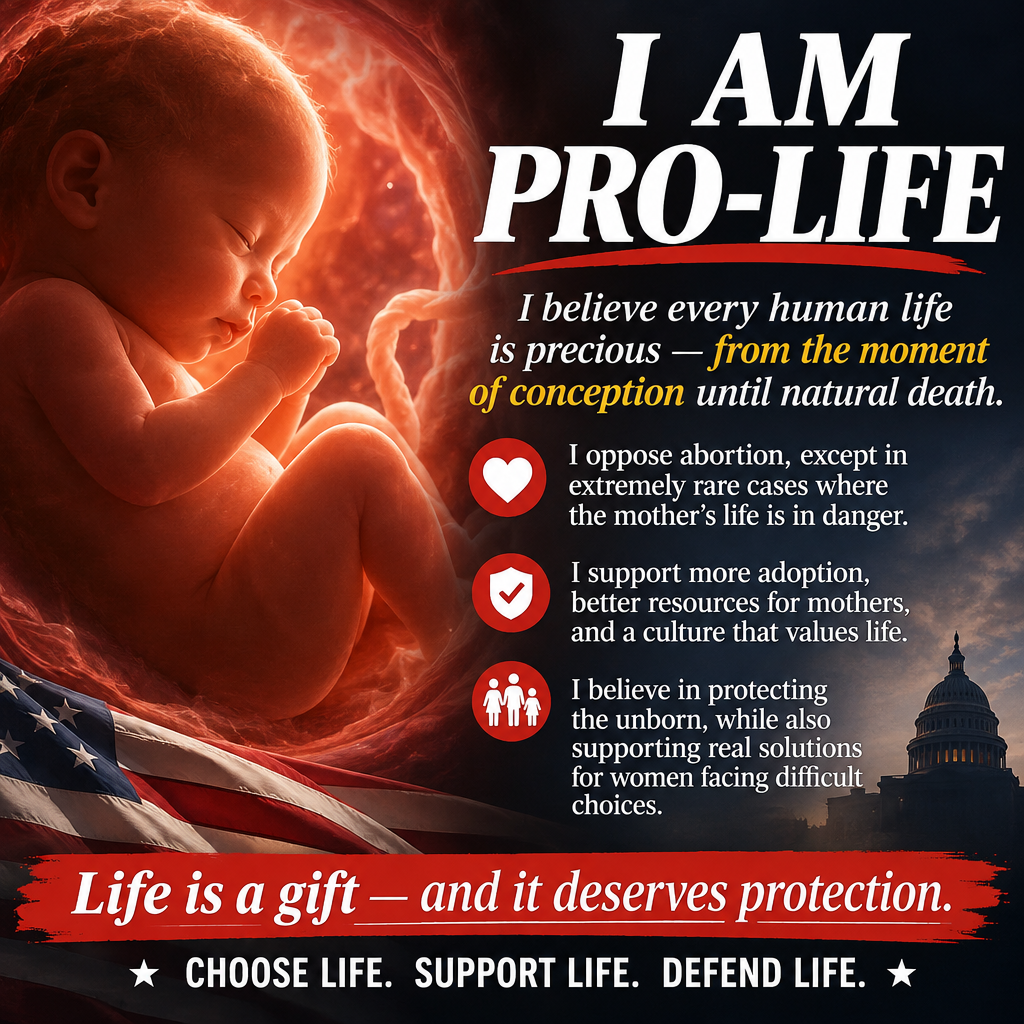 I AM
PRO-LIFE
I believe every human life
is precious — from the moment
of conception until natural death.
I oppose abortion, except in
extremely rare cases where
the mother's life is in danger.
I support more adoption,
better resources for mothers,
and a culture that values life.
I believe in protecting
the unborn, while also
supporting real solutions
for women facing difficult
choices.
Life is a gift — and it deserves protection.
★ CHOOSE LIFE. SUPPORT LIFE. DEFEND LIFE. ★